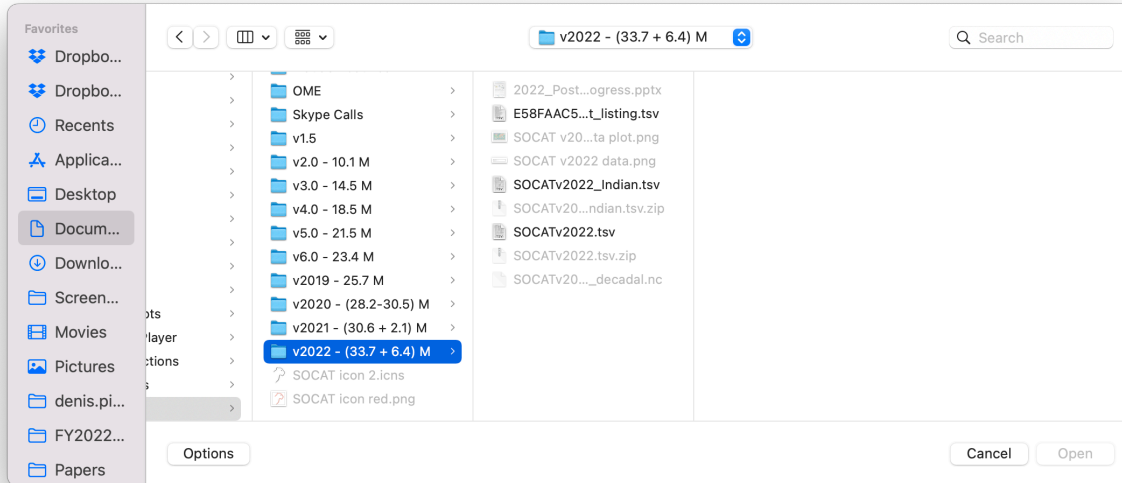 Favorites
Dropbo...
Dropbo...
Recents
Applica...
Desktop
Docum...
Downlo...
Screen...
Movies
Pictures
denis.pi...
FY2022...
Papers
v2022 - (33.7 + 6.4) M
Search
pts
Player
ctions
s
OME
Skype Calls
v1.5
v2.0 - 10.1 M
v3.0 - 14.5 M
v4.0 - 18.5 M
v5.0 - 21.5 M
v6.0 - 23.4 M
v2019 - 25.7 M
v2020 - (28.2-30.5) M
v2021 - (30.6 + 2.1) M
v2022 - (33.7 + 6.4) M
SOCAT icon 2.icns
SOCAT icon red.png
2022_Post...ogress.pptx
E58FAAC5...t_listing.tsv
SOCAT v20...ta plot.png
SOCAT v2022 data.png
SOCATv2022_Indian.tsv
SOCATv20...ndian.tsv.zip
SOCATv2022.tsv
SOCATv2022.tsv.zip
SOCATv20..._decadal.nc
Options
Cancel
Open